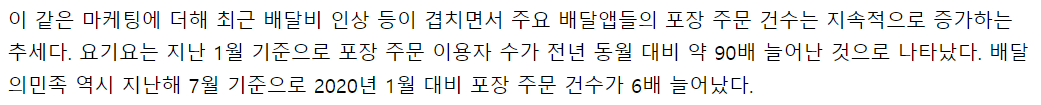 이 같은 마케팅에 더해 최근 배달비 인상 등이 겹치면서 주요 배달앱들의 포장 주문 건수는 지속적으로 증가하는
추세다. 요기요는 지난 1월 기준으로 포장 주문 이용자 수가 전년 동월 대비 약 90배 늘어난 것으로 나타났다. 배달
의민족 역시 지난해 7월 기준으로 2020년 1월 대비 포장 주문 건수가 6배 늘어났다.